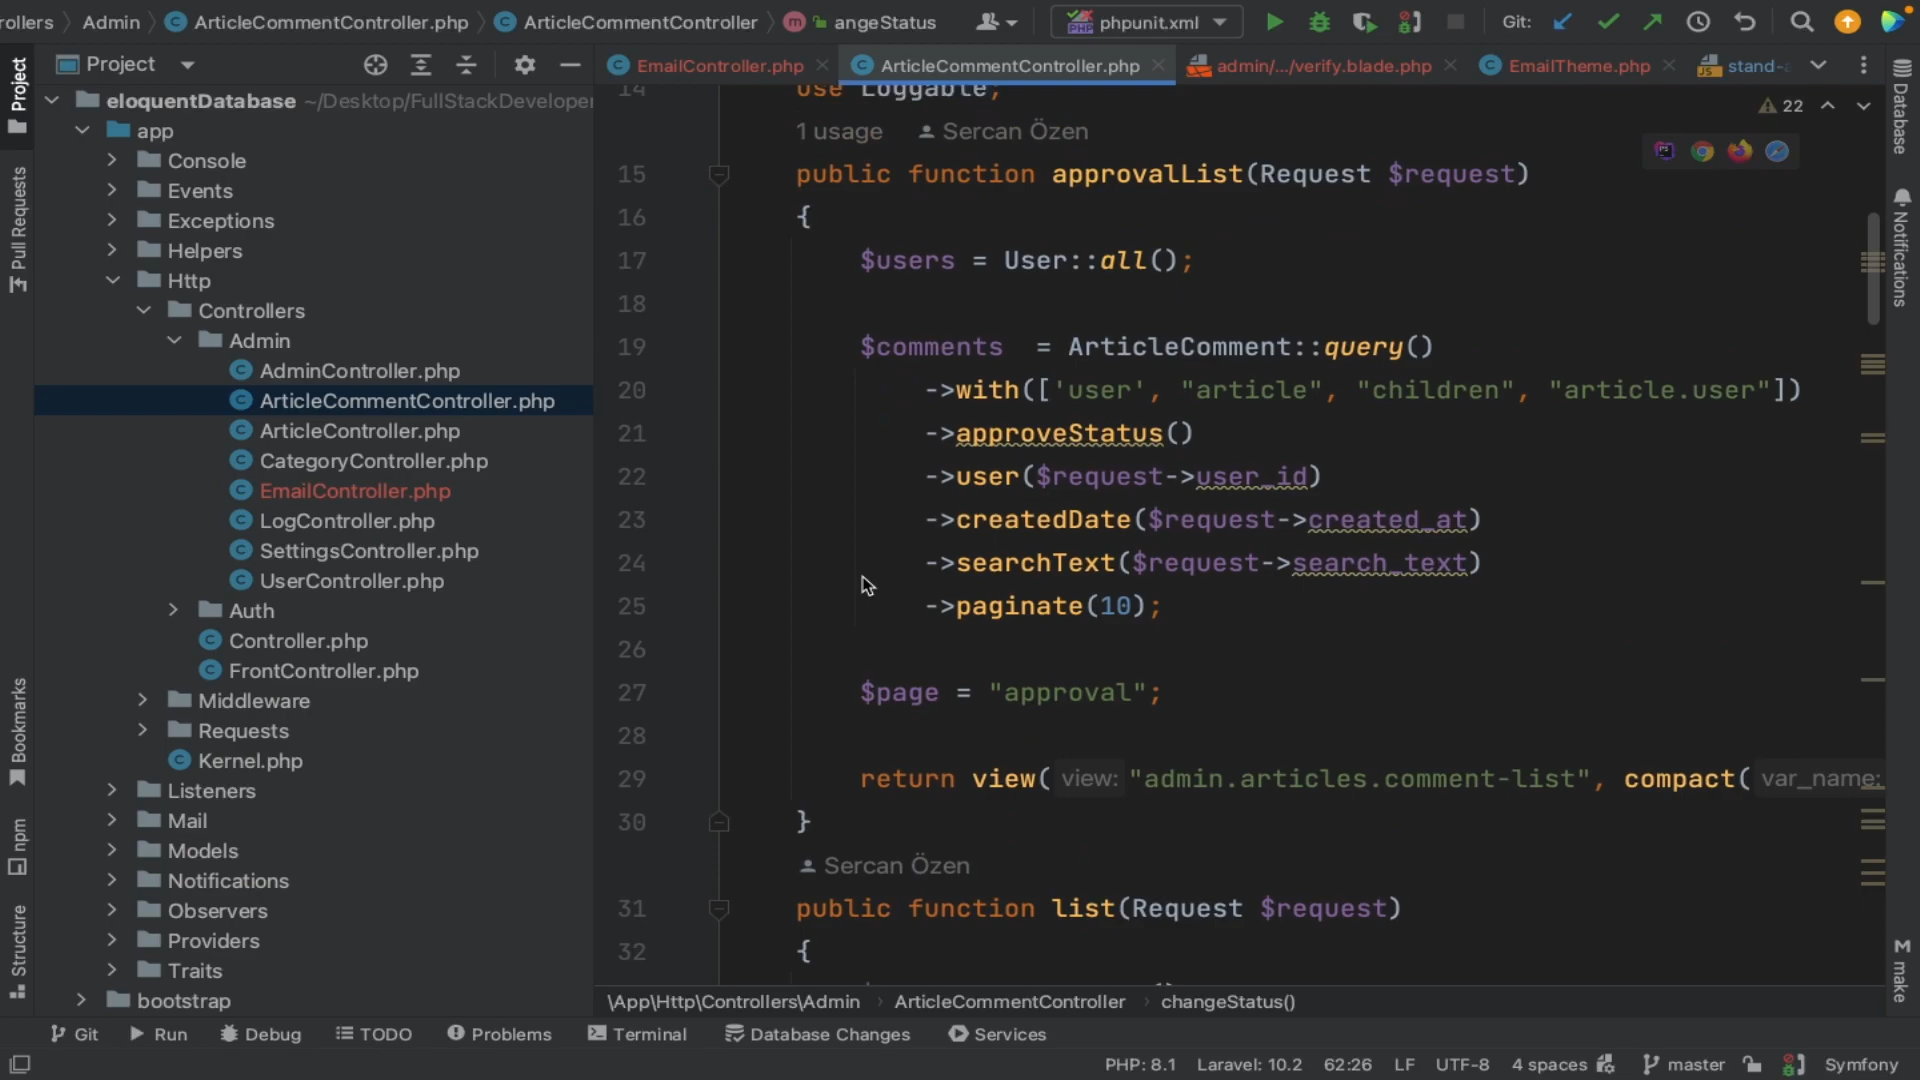 rollers
Admin
ArticleCommentController.php
ArticleCommentController
m
angeStatus
phpunit.xml
Git:
Project
EmailController.php
ArticleCommentController.php
admin/.../verify.blade.php
EmailTheme.php
stand-
eloquentDatabase ~/Desktop/FullStackDeveloper
app
Console
Events
Exceptions
Helpers
Http
Controllers
Admin
AdminController.php
ArticleCommentController.php
ArticleController.php
CategoryController.php
EmailController.php
LogController.php
SettingsController.php
UserController.php
Auth
Controller.php
FrontController.php
Middleware
Requests
Kernel.php
Listeners
Mail
Models
Notifications
Observers
Providers
Traits
bootstrap
Project
Pull Requests
Bookmarks
npm
Structure
14 use Loggable;
22
1 usage Sercan Özen
15 public function approvalList(Request $request)
16 {
17 $users = User::all();
18
19 $comments = ArticleComment::query()
20 ->with(['user', "article", "children", "article.user"])
21 ->approveStatus()
22 ->user($request->user_id)
23 ->createdDate($request->created_at)
24 ->searchText($request->search_text)
25 ->paginate(10);
26
27 $page = "approval";
28
29 return view( view: "admin.articles.comment-list", compact( var_name:
30 }
Sercan Özen
31 public function list(Request $request)
32 {
Database
Notifications
M make
\App\Http\Controllers\Admin
ArticleCommentController
changeStatus()
Git
Run
Debug
TODO
Problems
Terminal
Database Changes
Services
PHP: 8.1
Laravel: 10.2
62:26
LF
UTF-8
4 spaces
master
Symfony